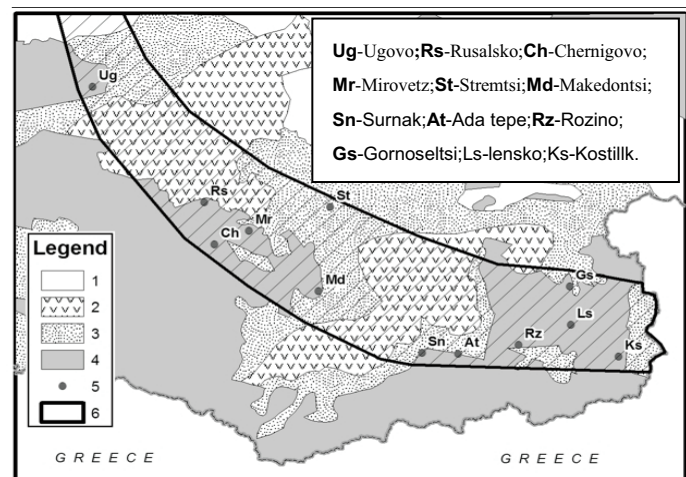 Ug-Ugovo;Rs-Rusalsko;Ch-Chernigovo;
Mr-Mirovetz;St-Stremtsi;Md-Makedontsi;
Sn-Surnak;At-Ada tepe;Rz-Rozino;
Gs-Gornoseltsi;Ls-lensko;Ks-Kostillk.
Ug
Rs
St
Mr
Ch
Md
Gs
Ls
Rz
Sn
At
Ks
Legend
1
2
3
4
5
6
GREECE
GREECE